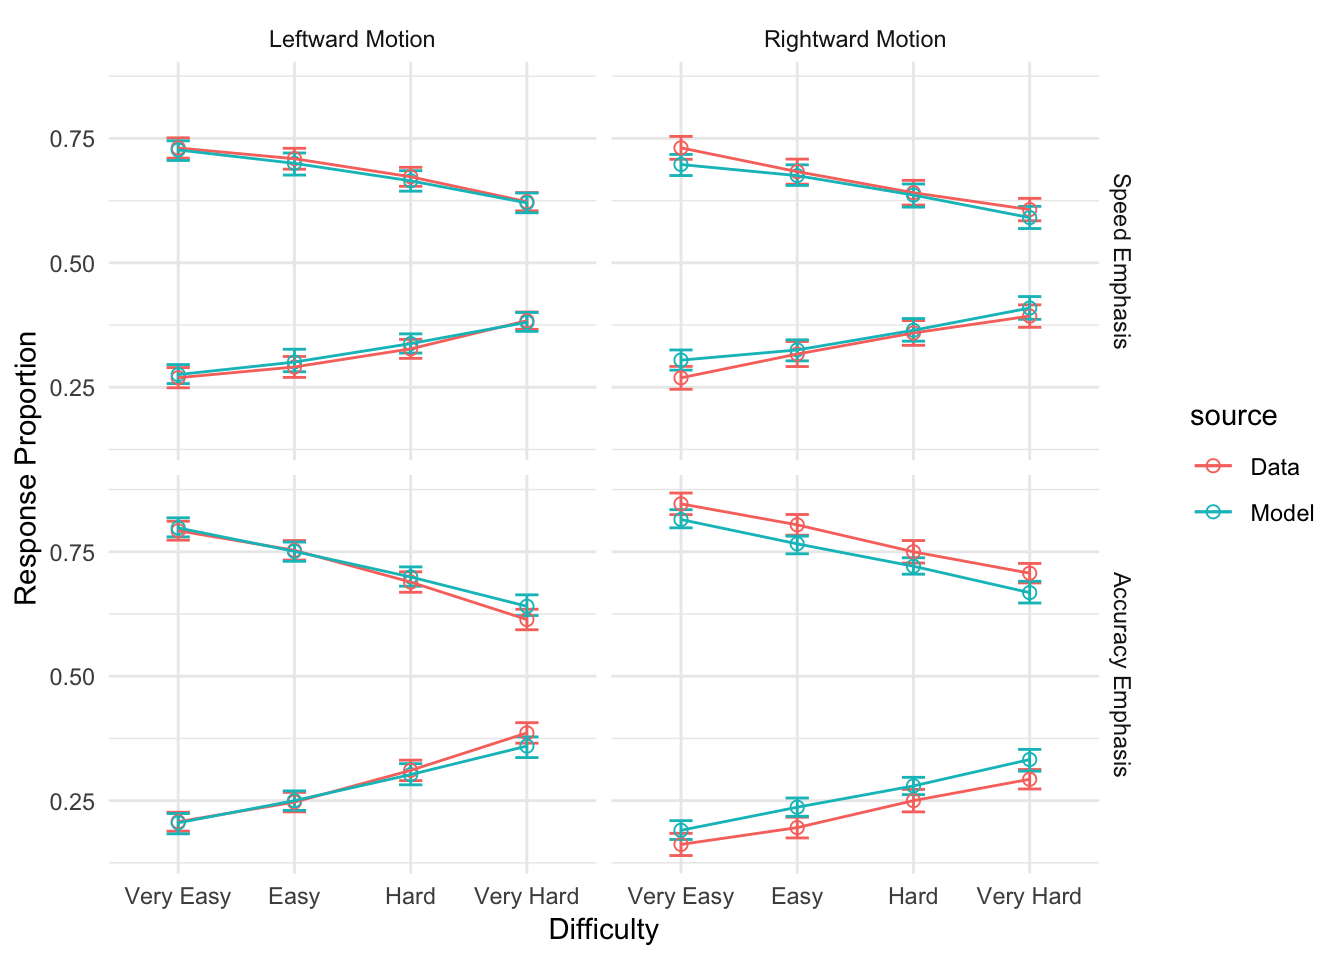 Leftward Motion
Rightward Motion
0.75
0.50
0.25
Speed Emphasis
0.75
0.50
0.25
Accuracy Emphasis
Response Proportion
Very Easy
Easy
Hard
Very Hard
Very Easy
Easy
Hard
Very Hard
Difficulty
source
Data
Model